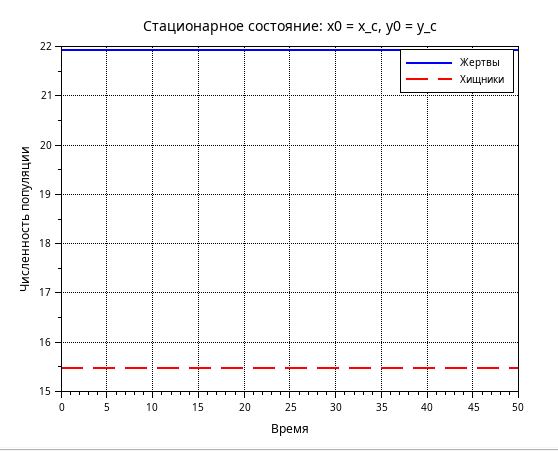 Стационарное состояние: x0 = x_c, y0 = y_c
22
21
20
19
18
17
16
15
Численность популяции
Жертвы
Хищники
0 5 10 15 20 25 30 35 40 45 50
Время